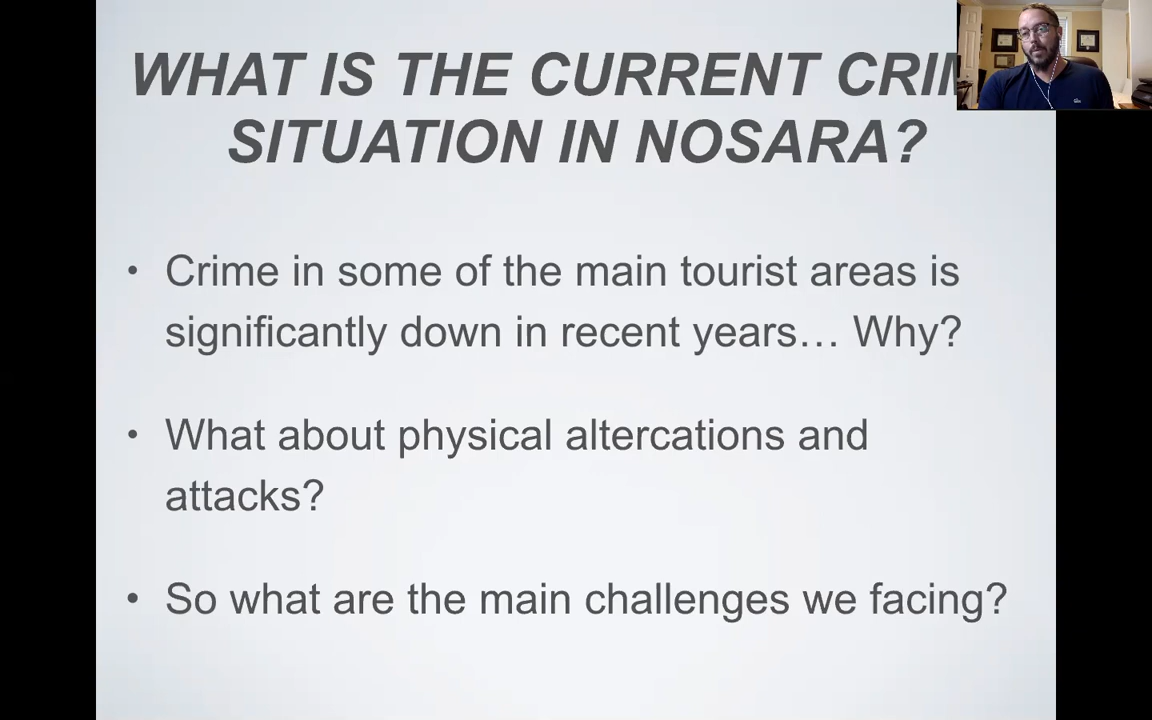 WHAT IS THE CURRENT
SITUATION IN NOSARA?
• Crime in some of the main tourist areas is
significantly down in recent years… Why?
• What about physical altercations and
attacks?
• So what are the main challenges we facing?